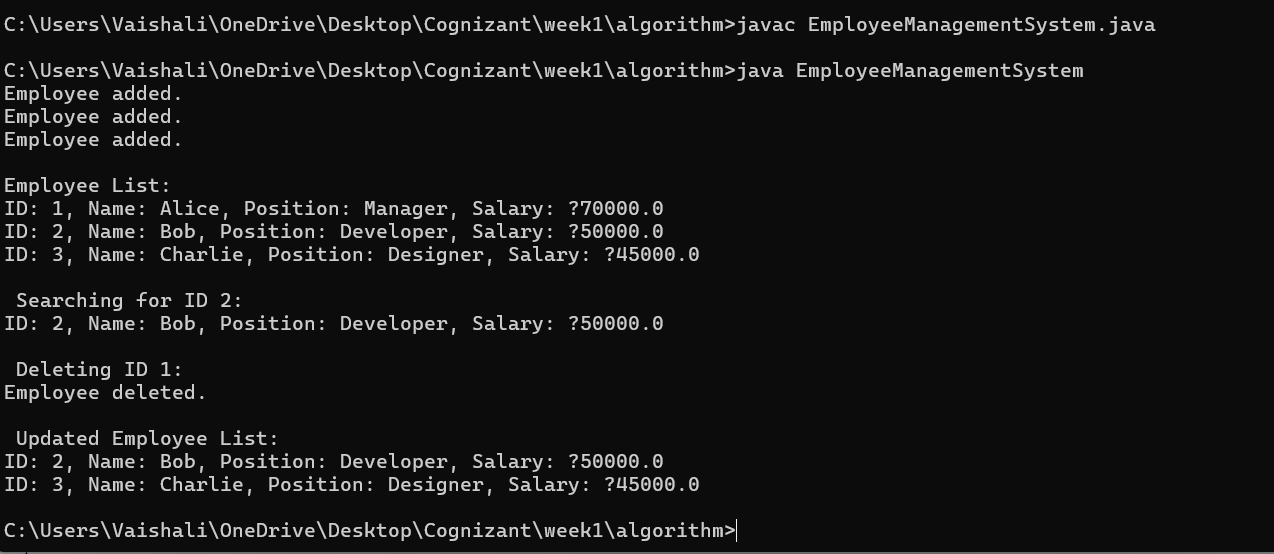 C:\Users\Vaishali\OneDrive\Desktop\Cognizant\week1\algorithm>javac EmployeeManagementSystem.java
C:\Users\Vaishali\OneDrive\Desktop\Cognizant\week1\algorithm>java EmployeeManagementSystem
Employee added.
Employee added.
Employee added.
Employee List:
ID: 1, Name: Alice, Position: Manager, Salary: ?70000.0
ID: 2, Name: Bob, Position: Developer, Salary: ?50000.0
ID: 3, Name: Charlie, Position: Designer, Salary: ?45000.0
Searching for ID 2:
ID: 2, Name: Bob, Position: Developer, Salary: ?50000.0
Deleting ID 1:
Employee deleted.
Updated Employee List:
ID: 2, Name: Bob, Position: Developer, Salary: ?50000.0
ID: 3, Name: Charlie, Position: Designer, Salary: ?45000.0
C:\Users\Vaishali\OneDrive\Desktop\Cognizant\week1\algorithm>